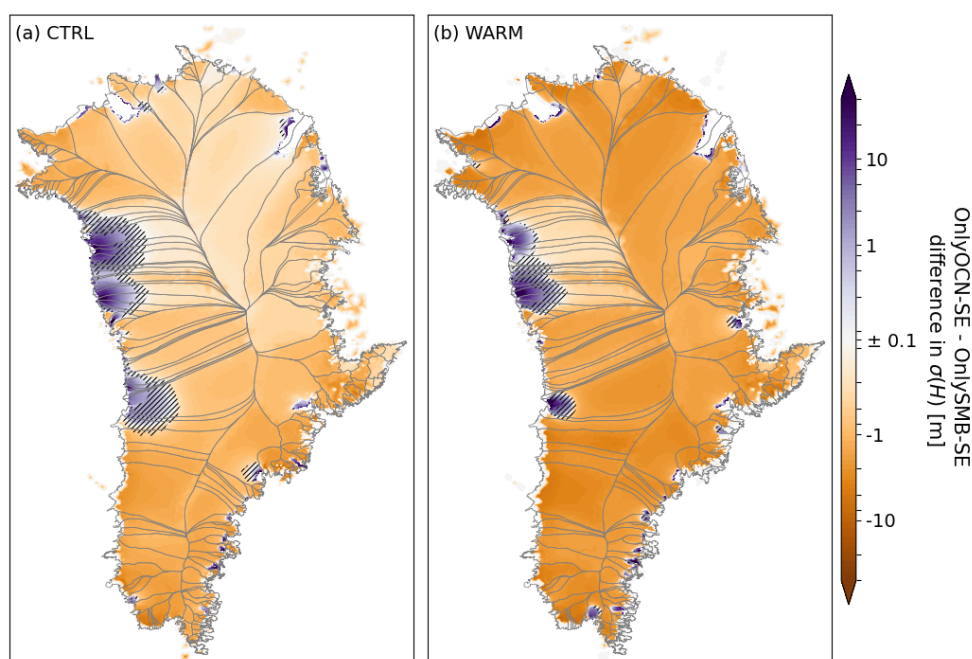 (a) CTRL
(b) WARM
10
1
± 0.1
-1
-10
OnlyOCN-SE - OnlySMB-SE
difference in σ(H) [m]